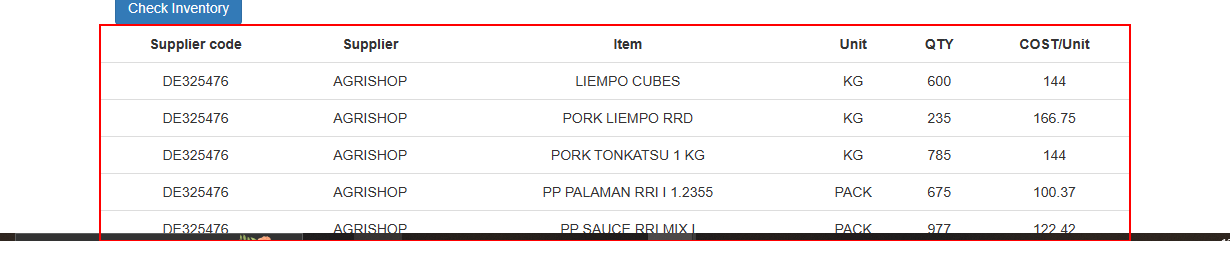 Check Inventory
Supplier code Supplier Item Unit QTY COST/Unit
DE325476 AGRISHOP LIEMPO CUBES KG 600 144
DE325476 AGRISHOP PORK LIEMPO RRD KG 235 166.75
DE325476 AGRISHOP PORK TONKATSU 1 KG KG 785 144
DE325476 AGRISHOP PP PALAMAN RRI I 1.2355 PACK 675 100.37
DE325476 AGRISHOP PP SAUCE RRI MIX I PACK 977 122.42